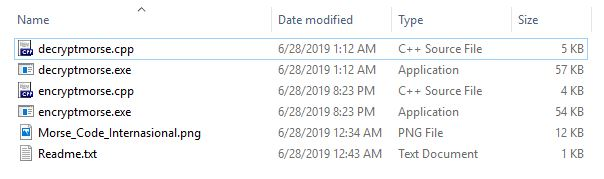 Name Date modified Type Size
decryptmorse.cpp 6/28/2019 1:12 AM C++ Source File 5 KB
decryptmorse.exe 6/28/2019 1:12 AM Application 57 KB
encryptmorse.cpp 6/28/2019 8:23 PM C++ Source File 4 KB
encryptmorse.exe 6/28/2019 8:23 PM Application 54 KB
Morse_Code_Internasional.png 6/28/2019 12:34 AM PNG File 12 KB
Readme.txt 6/28/2019 12:43 AM Text Document 1 KB